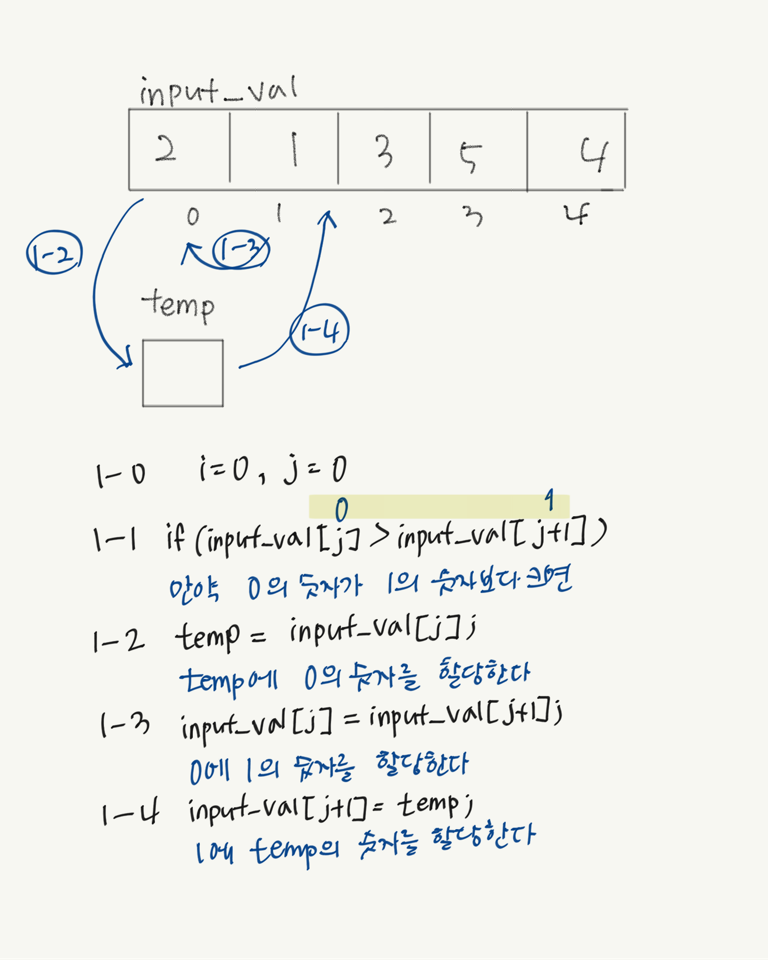 input_val
2 1 3 5 4
0 1 2 3 4
1-2 1-3
temp
1-4
1-0 i=0, j=0
0 1
1-1 if (input_val[j] > input_val[j+1])
만약 0의 숫자가 1의 숫자보다 크면
1-2 temp = input_val[j];
temp에 0의 숫자를 할당한다
1-3 input_val[j] = input_val[j+1];
0에 1의 숫자를 할당한다
1-4 input_val[j+1] = temp;
1에 temp의 숫자를 할당한다